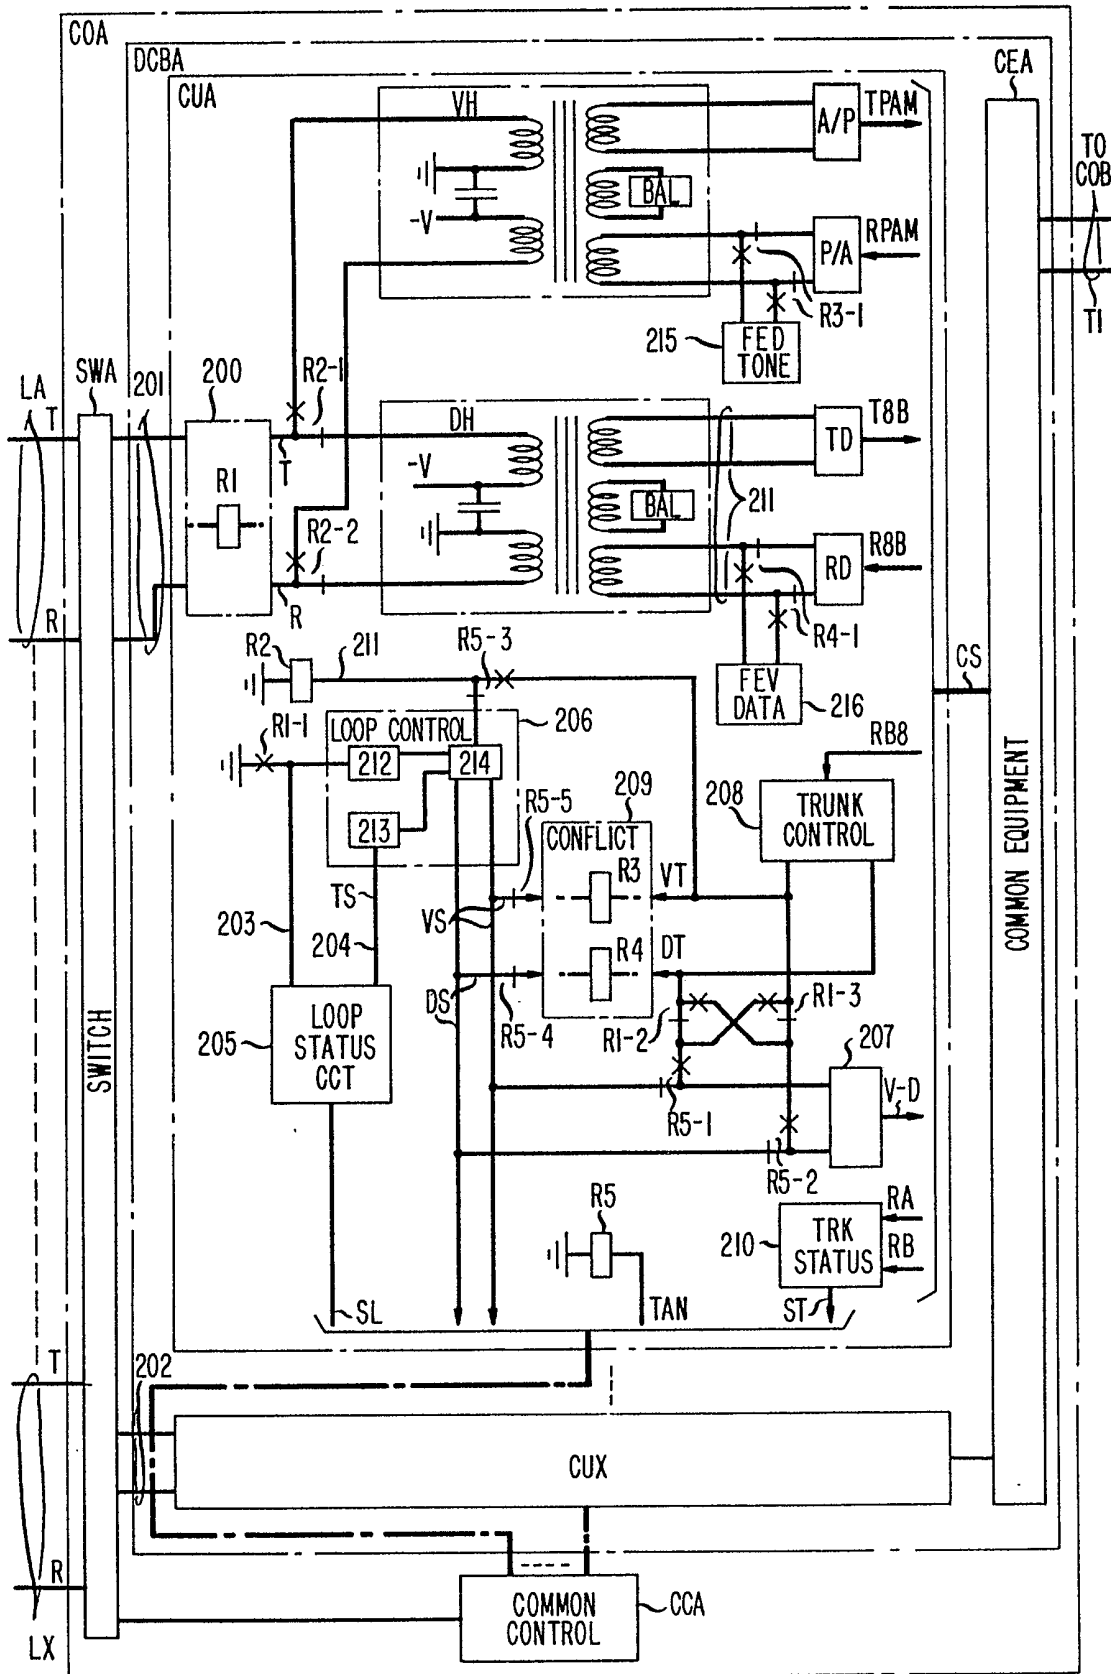 COA
DCBA
CUA
CEA
VH
A/P
TPAM
BAL
-V
P/A
RPAM
R3-1
215
FED
TONE
TO
COB
T1
LA
T
SWA
201
200
R2-1
R1
T
R2-2
R
R
DH
-V
BAL
TD
T8B
211
RD
R8B
R4-1
FEV
DATA
216
CS
R2
211
R5-3
R1-1
LOOP CONTROL
206
212
214
213
TS
203
204
VS
DS
R5-5
R5-4
209
CONFLICT
R3
R4
VT
DT
RB8
208
TRUNK
CONTROL
R1-2
R1-3
207
V-D
R5-1
R5-2
205
LOOP
STATUS
CCT
R5
TAN
SL
210
TRK
STATUS
RA
RB
ST
SWITCH
COMMON EQUIPMENT
T
202
CUX
R
LX
COMMON
CONTROL
CCA